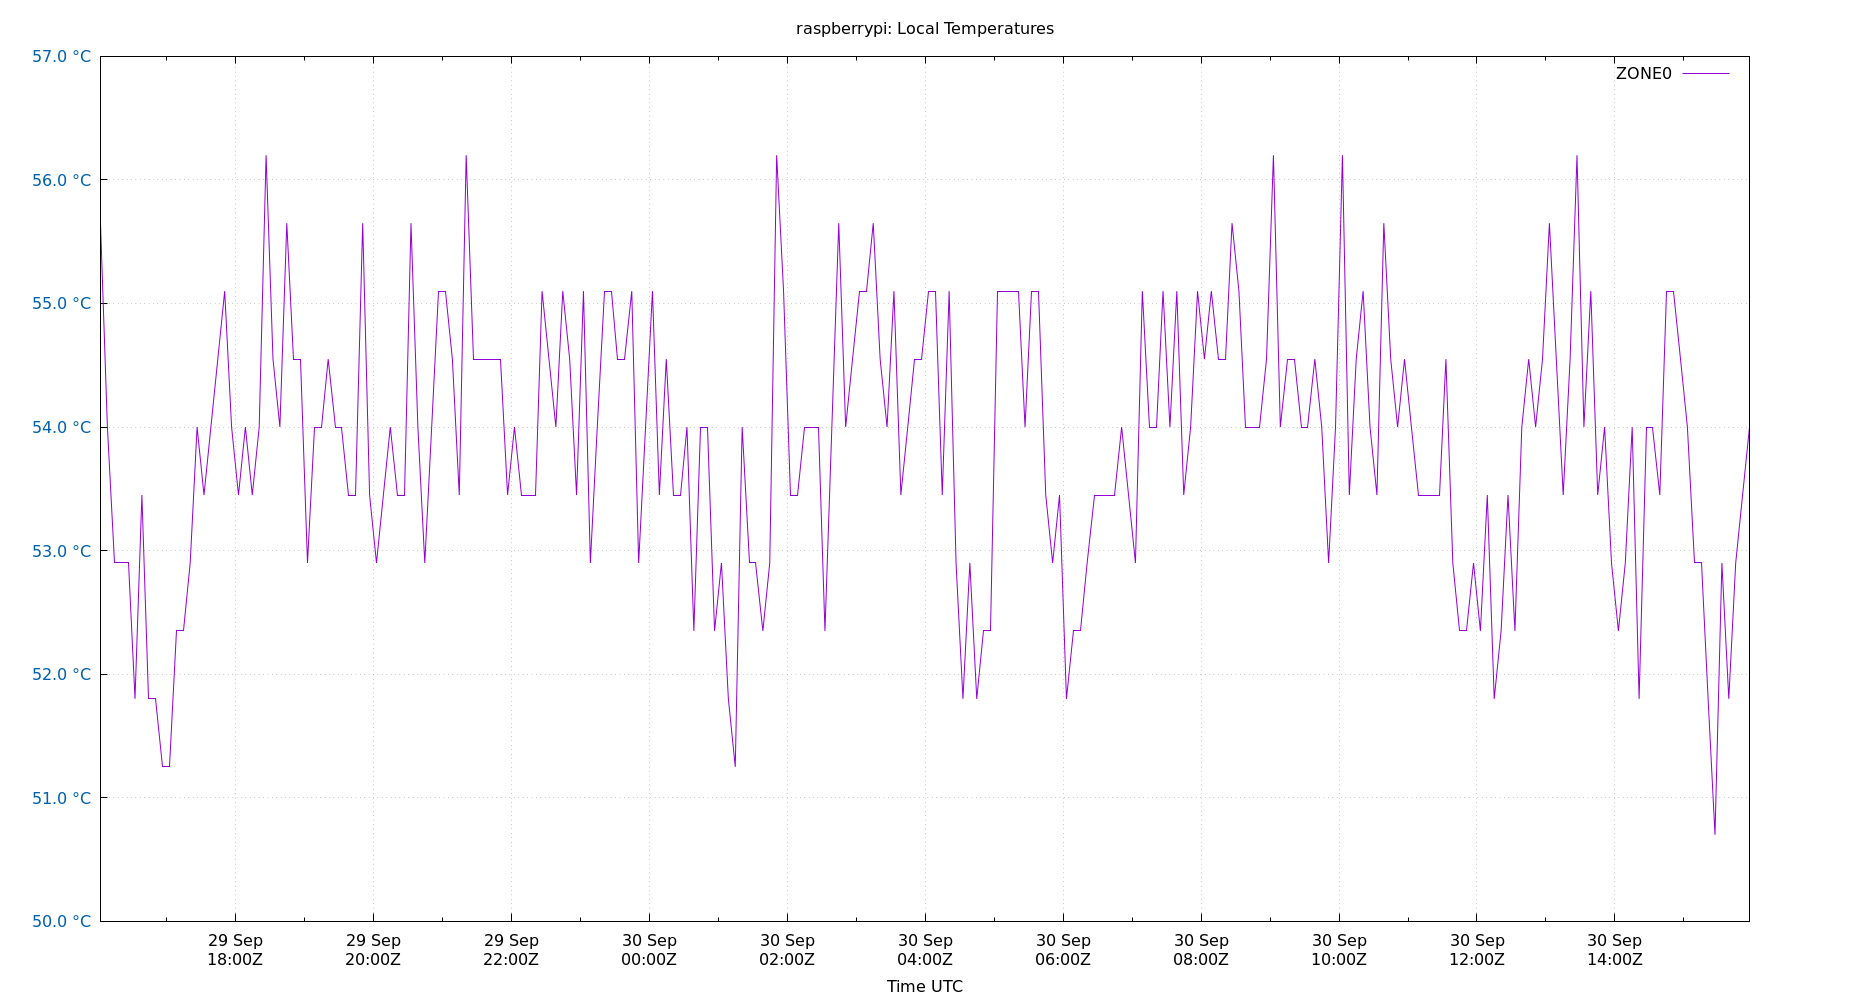 raspberrypi: Local Temperatures
57.0 °C
ZONE0
56.0 °C
55.0 °C
54.0 °C
53.0 °C
52.0 °C
51.0 °C
50.0 °C
29 Sep 29 Sep 29 Sep 30 Sep 30 Sep 30 Sep 30 Sep 30 Sep 30 Sep 30 Sep 30 Sep
18:00Z 20:00Z 22:00Z 00:00Z 02:00Z 04:00Z 06:00Z 08:00Z 10:00Z 12:00Z 14:00Z
Time UTC